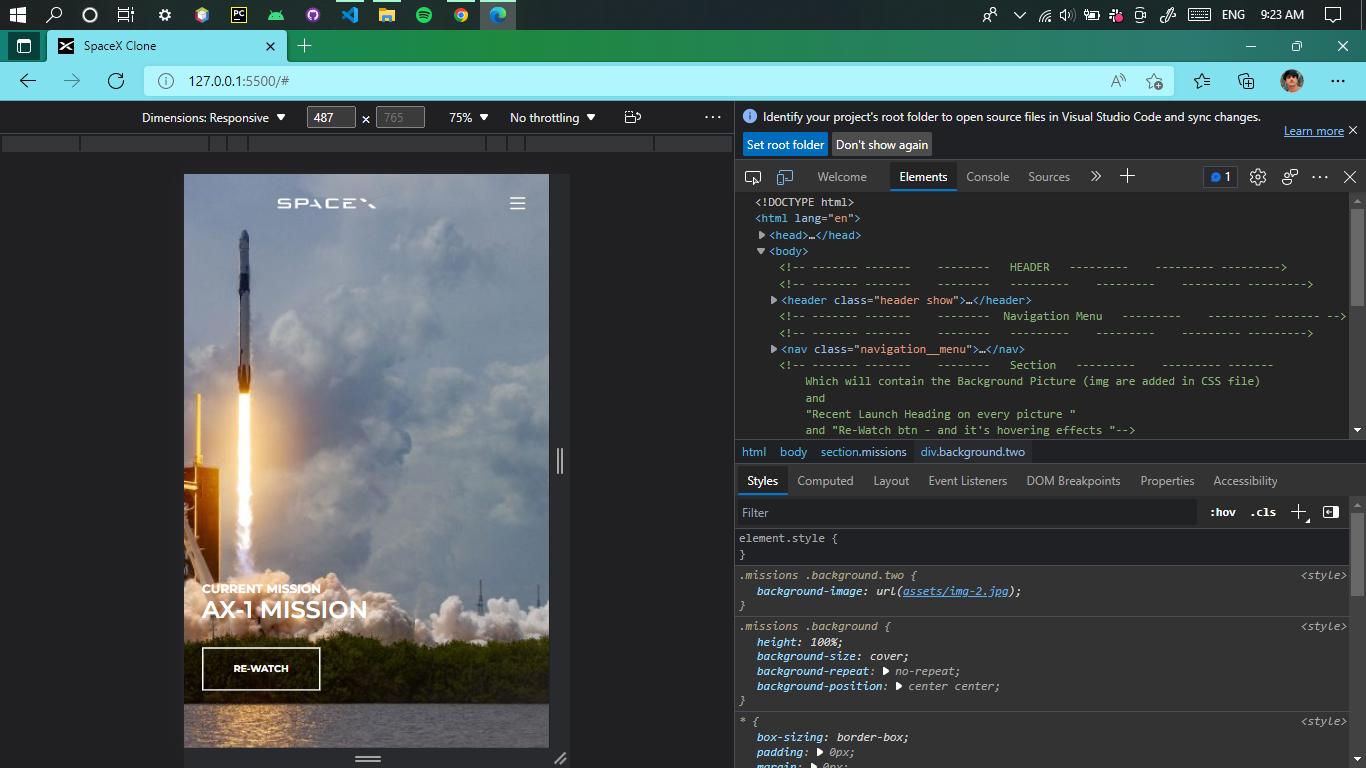 PC
ENG
9:23 AM
SpaceX Clone
127.0.0.1:5500/#
Dimensions: Responsive
487
x
765
75%
No throttling
SPACEX
CURRENT MISSION
AX-1 MISSION
RE-WATCH
Identify your project's root folder to open source files in Visual Studio Code and sync changes.
Learn more
Set root folder
Don't show again
Welcome
Elements
Console
Sources
1
<!DOCTYPE html>
<html lang="en">
<head>…</head>
<body>
<!-- ------- -------    --------   HEADER   ---------    --------- --------->
<!-- ------- -------    --------   ---------    ---------    --------- --------->
<header class="header show">…</header>
<!-- ------- -------    --------  Navigation Menu   ---------    --------- ------- -->
<!-- ------- -------    --------   ---------    ---------    --------- --------->
<nav class="navigation__menu">…</nav>
<!-- ------- -------    --------   Section   ---------    --------- -------
Which will contain the Background Picture (img are added in CSS file)
and
"Recent Launch Heading on every picture "
and "Re-Watch btn - and it's hovering effects "-->
html body section.missions div.background.two
Styles
Computed
Layout
Event Listeners
DOM Breakpoints
Properties
Accessibility
Filter
:hov
.cls
element.style {
}
.missions .background.two {
<style>
background-image: url(assets/img-2.jpg);
}
.missions .background {
<style>
height: 100%;
background-size: cover;
background-repeat: no-repeat;
background-position: center center;
}
* {
<style>
box-sizing: border-box;
padding: 0px;
margin: 0px;